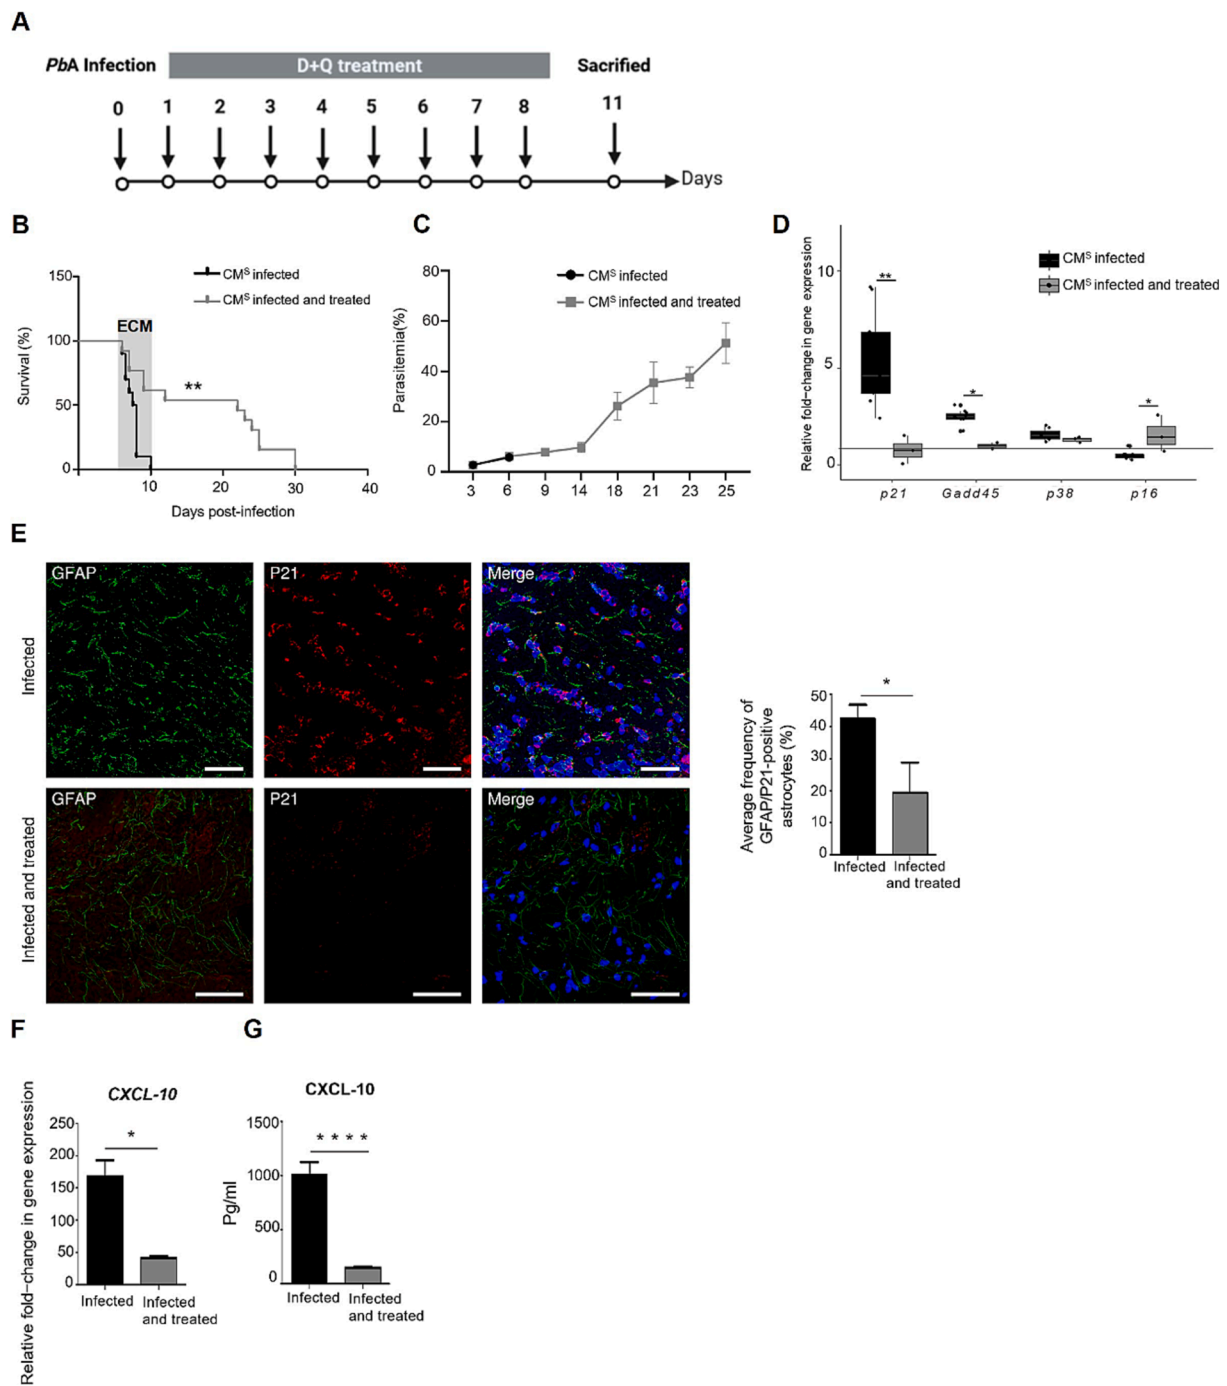 A
PbA Infection
D+Q treatment
Sacrified
0 1 2 3 4 5 6 7 8 11
Days
B
CMS infected
CMS infected and treated
150
100
50
0
ECM
**
10 20 30 40
Survival (%)
Days post-infection
C
CMS infected
CMS infected and treated
80
60
40
20
0
3 6 9 14 18 21 23 25
Parasitemia(%)
D
CMS infected
CMS infected and treated
Relative fold-change in gene expression
10
5
0
**
*
*
p21 Gadd45 p38 p16
E
GFAP P21 Merge
Infected
GFAP P21 Merge
Infected and treated
Average frequency of
GFAP/P21-positive
astrocytes (%)
50
40
30
20
10
0
*
Infected Infected
and treated
F
CXCL-10
Relative fold-change in gene expression
250
200
150
100
50
0
*
Infected Infected
and treated
G
CXCL-10
Pg/ml
1500
1000
500
0
* * * *
Infected Infected
and treated